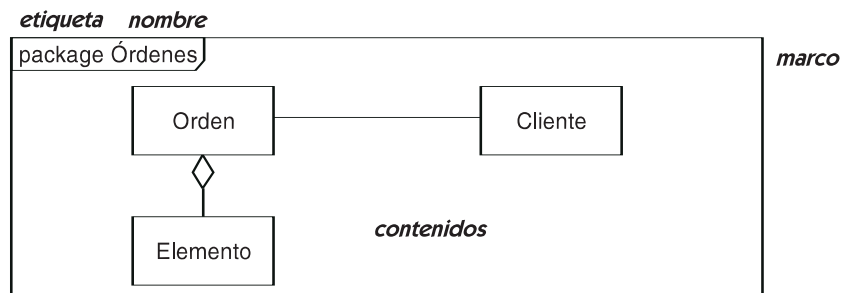 etiqueta nombre
package Órdenes
marco
Orden
Cliente
contenidos
Elemento